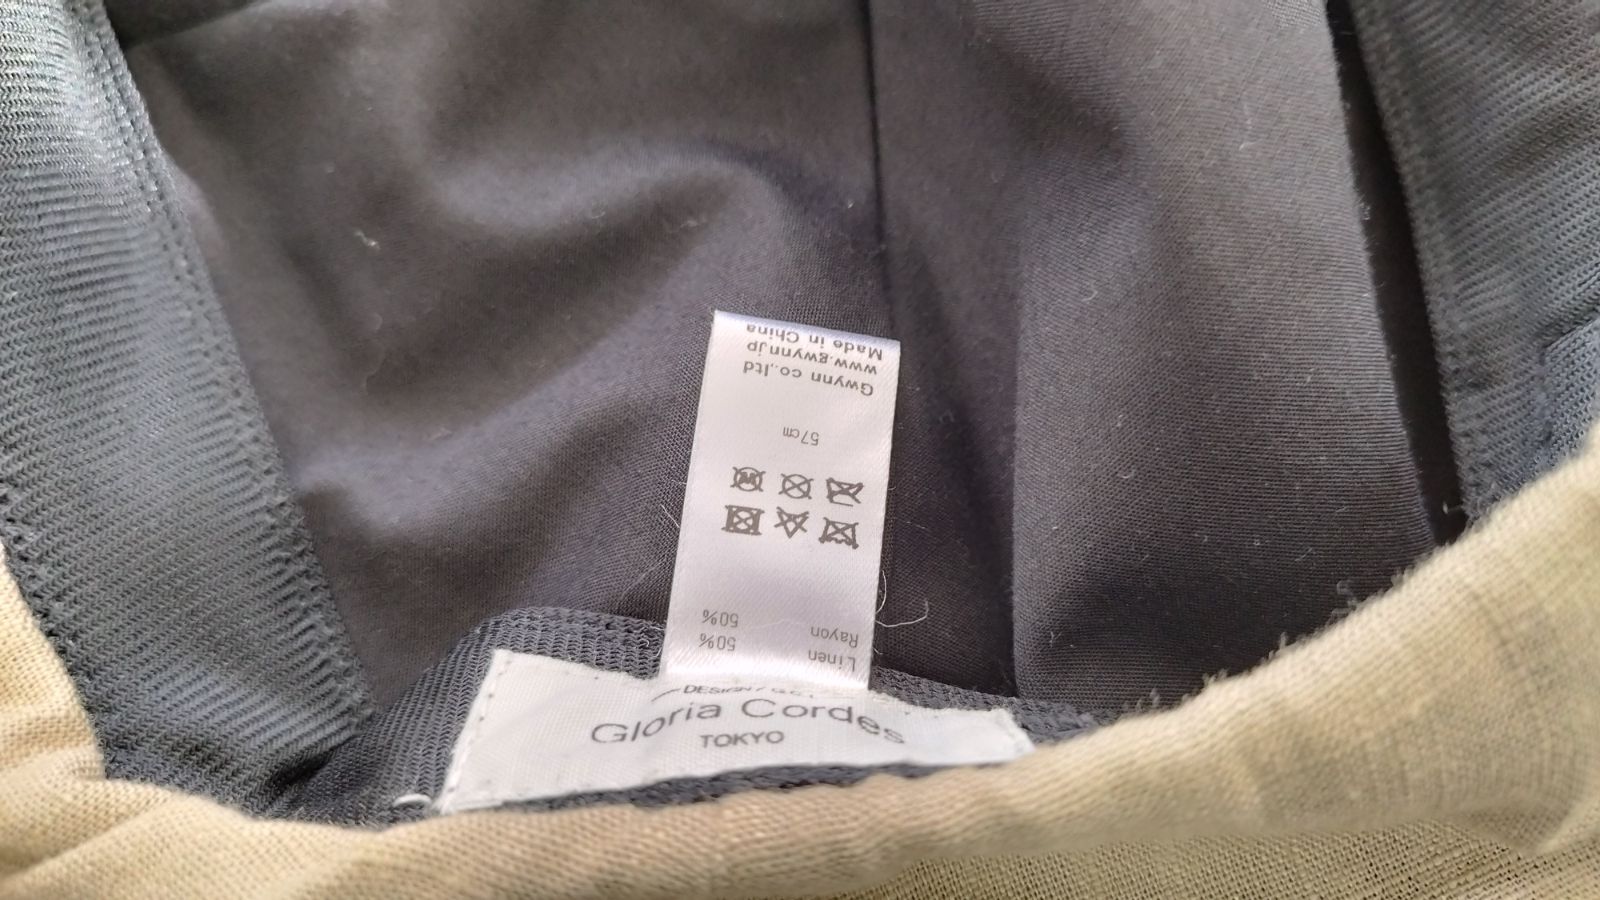 Gloria Cordes
TOKYO
Linen 50%
Rayon 50%
57cm
Gwynn co.,ltd
www.gwynn.jp
Made in China